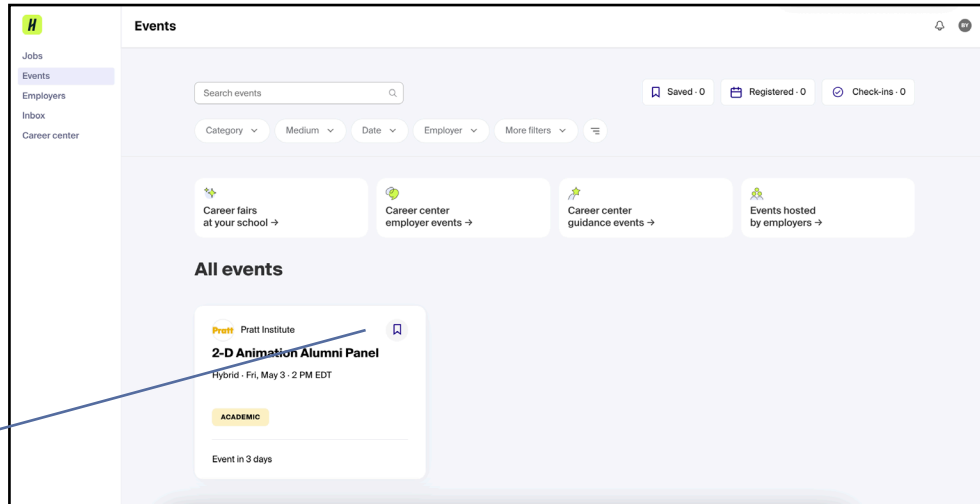 H
Events
BY
Jobs
Events
Employers
Inbox
Career center
Search events
Saved · 0
Registered · 0
Check-ins · 0
Category
Medium
Date
Employer
More filters
Career fairs
at your school →
Career center
employer events →
Career center
guidance events →
Events hosted
by employers →
All events
Pratt Pratt Institute
2-D Animation Alumni Panel
Hybrid · Fri, May 3 · 2 PM EDT
ACADEMIC
Event in 3 days